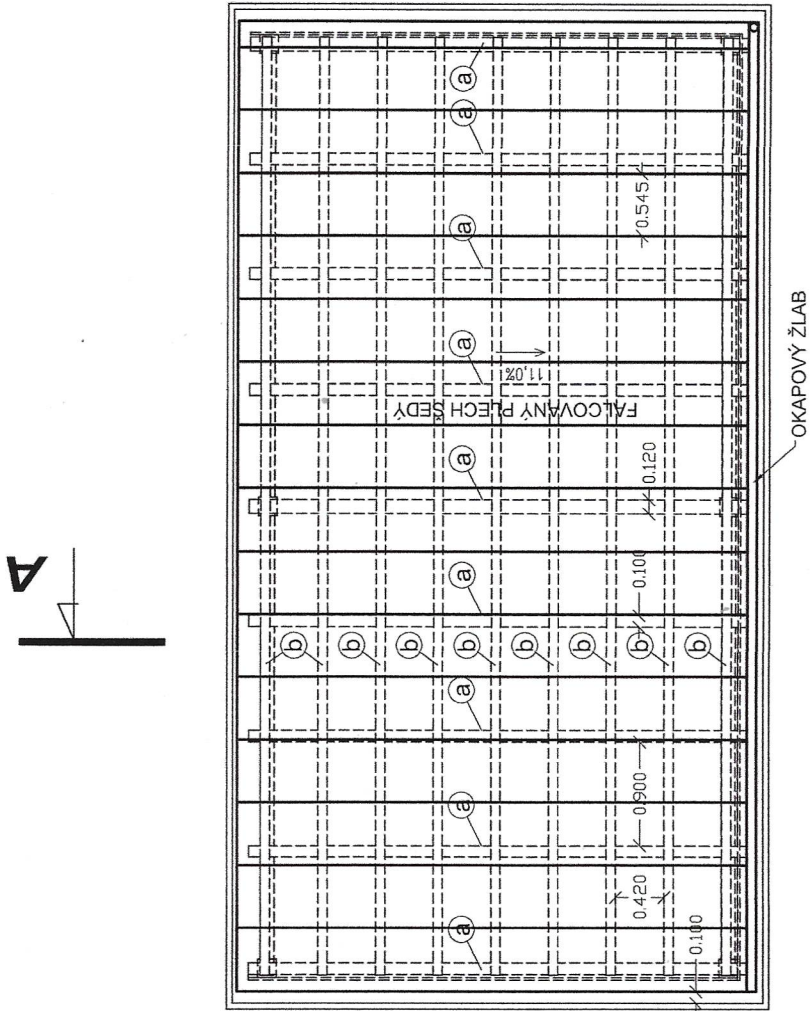 A
a
a
a
a
a
a
a
a
a
0.545
11,0%
FALCOVANÝ PLECH ŠEDÝ
0.120
0.100
b
b
b
b
b
b
b
b
0.900
0.420
0.100
OKAPOVÝ ŽLAB